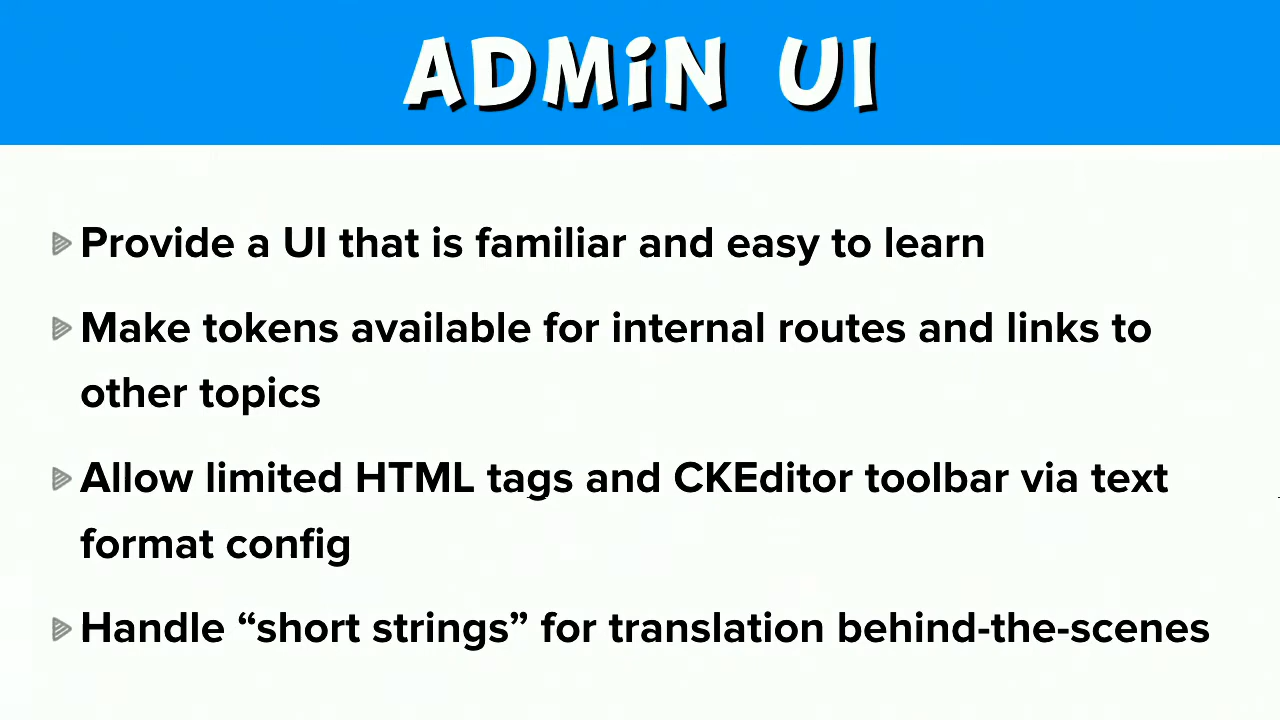 ADMiN UI
Provide a UI that is familiar and easy to learn
Make tokens available for internal routes and links to
other topics
Allow limited HTML tags and CKEditor toolbar via text
format config
Handle “short strings” for translation behind-the-scenes